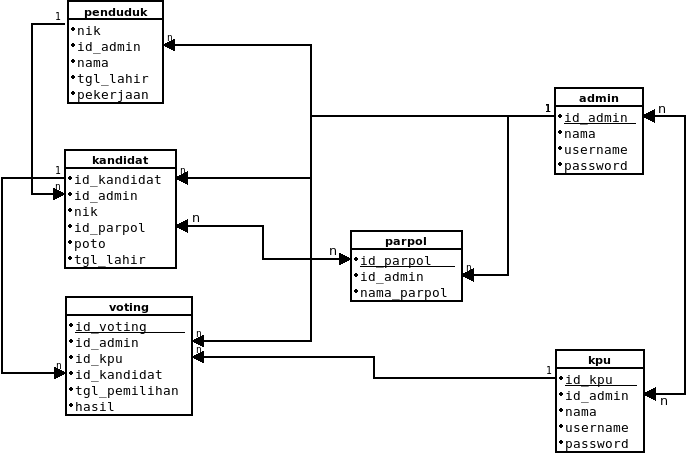 penduduk
1
nik
id_admin
n
nama
tgl_lahir
pekerjaan
admin
1
id_admin
n
nama
username
password
kandidat
1
id_kandidat
n
n
id_admin
nik
id_parpol
n
poto
tgl_lahir
parpol
n
id_parpol
id_admin
n
nama_parpol
voting
id_voting
id_admin
n
id_kpu
n
n
id_kandidat
tgl_pemilihan
hasil
kpu
1
id_kpu
id_admin
n
nama
username
password